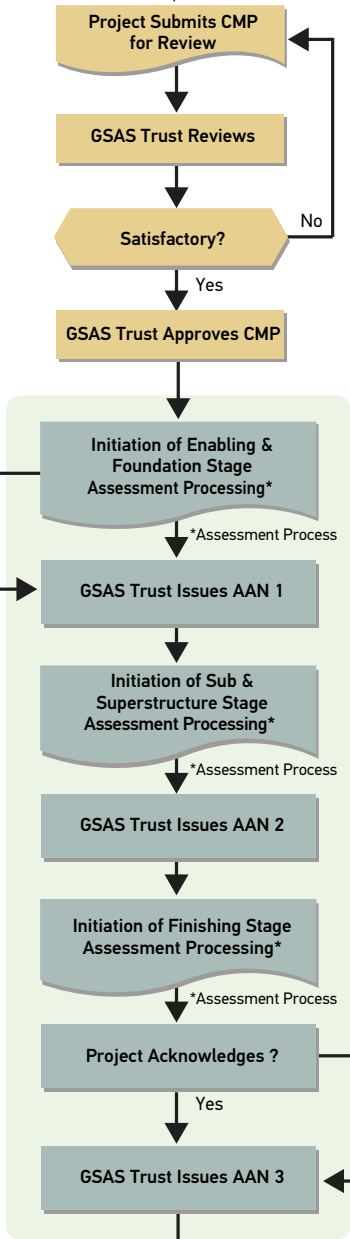 Project Submits CMP
for Review
GSAS Trust Reviews
Satisfactory?
No
Yes
GSAS Trust Approves CMP
Initiation of Enabling &
Foundation Stage
Assessment Processing*
*Assessment Process
GSAS Trust Issues AAN 1
Initiation of Sub &
Superstructure Stage
Assessment Processing*
*Assessment Process
GSAS Trust Issues AAN 2
Initiation of Finishing Stage
Assessment Processing*
*Assessment Process
Project Acknowledges ?
Yes
GSAS Trust Issues AAN 3